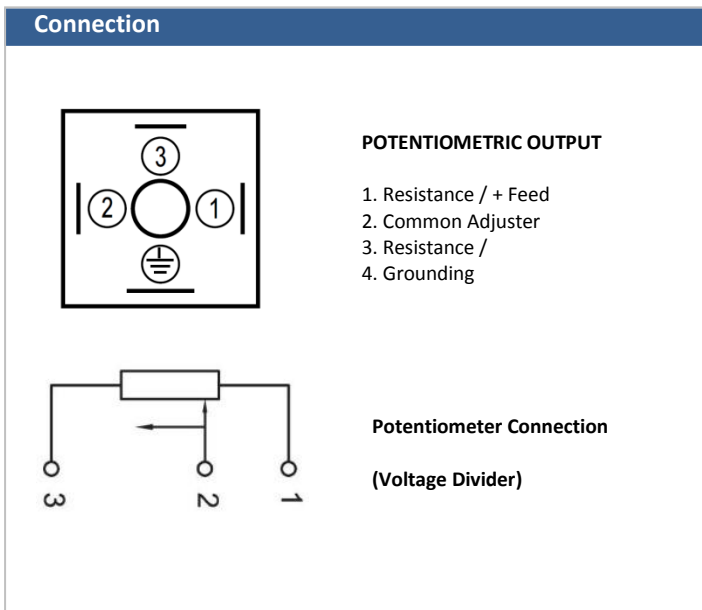 Connection
3
2
1
POTENTIOMETRIC OUTPUT
1. Resistance / + Feed
2. Common Adjuster
3. Resistance /
4. Grounding
3
2
1
Potentiometer Connection
(Voltage Divider)